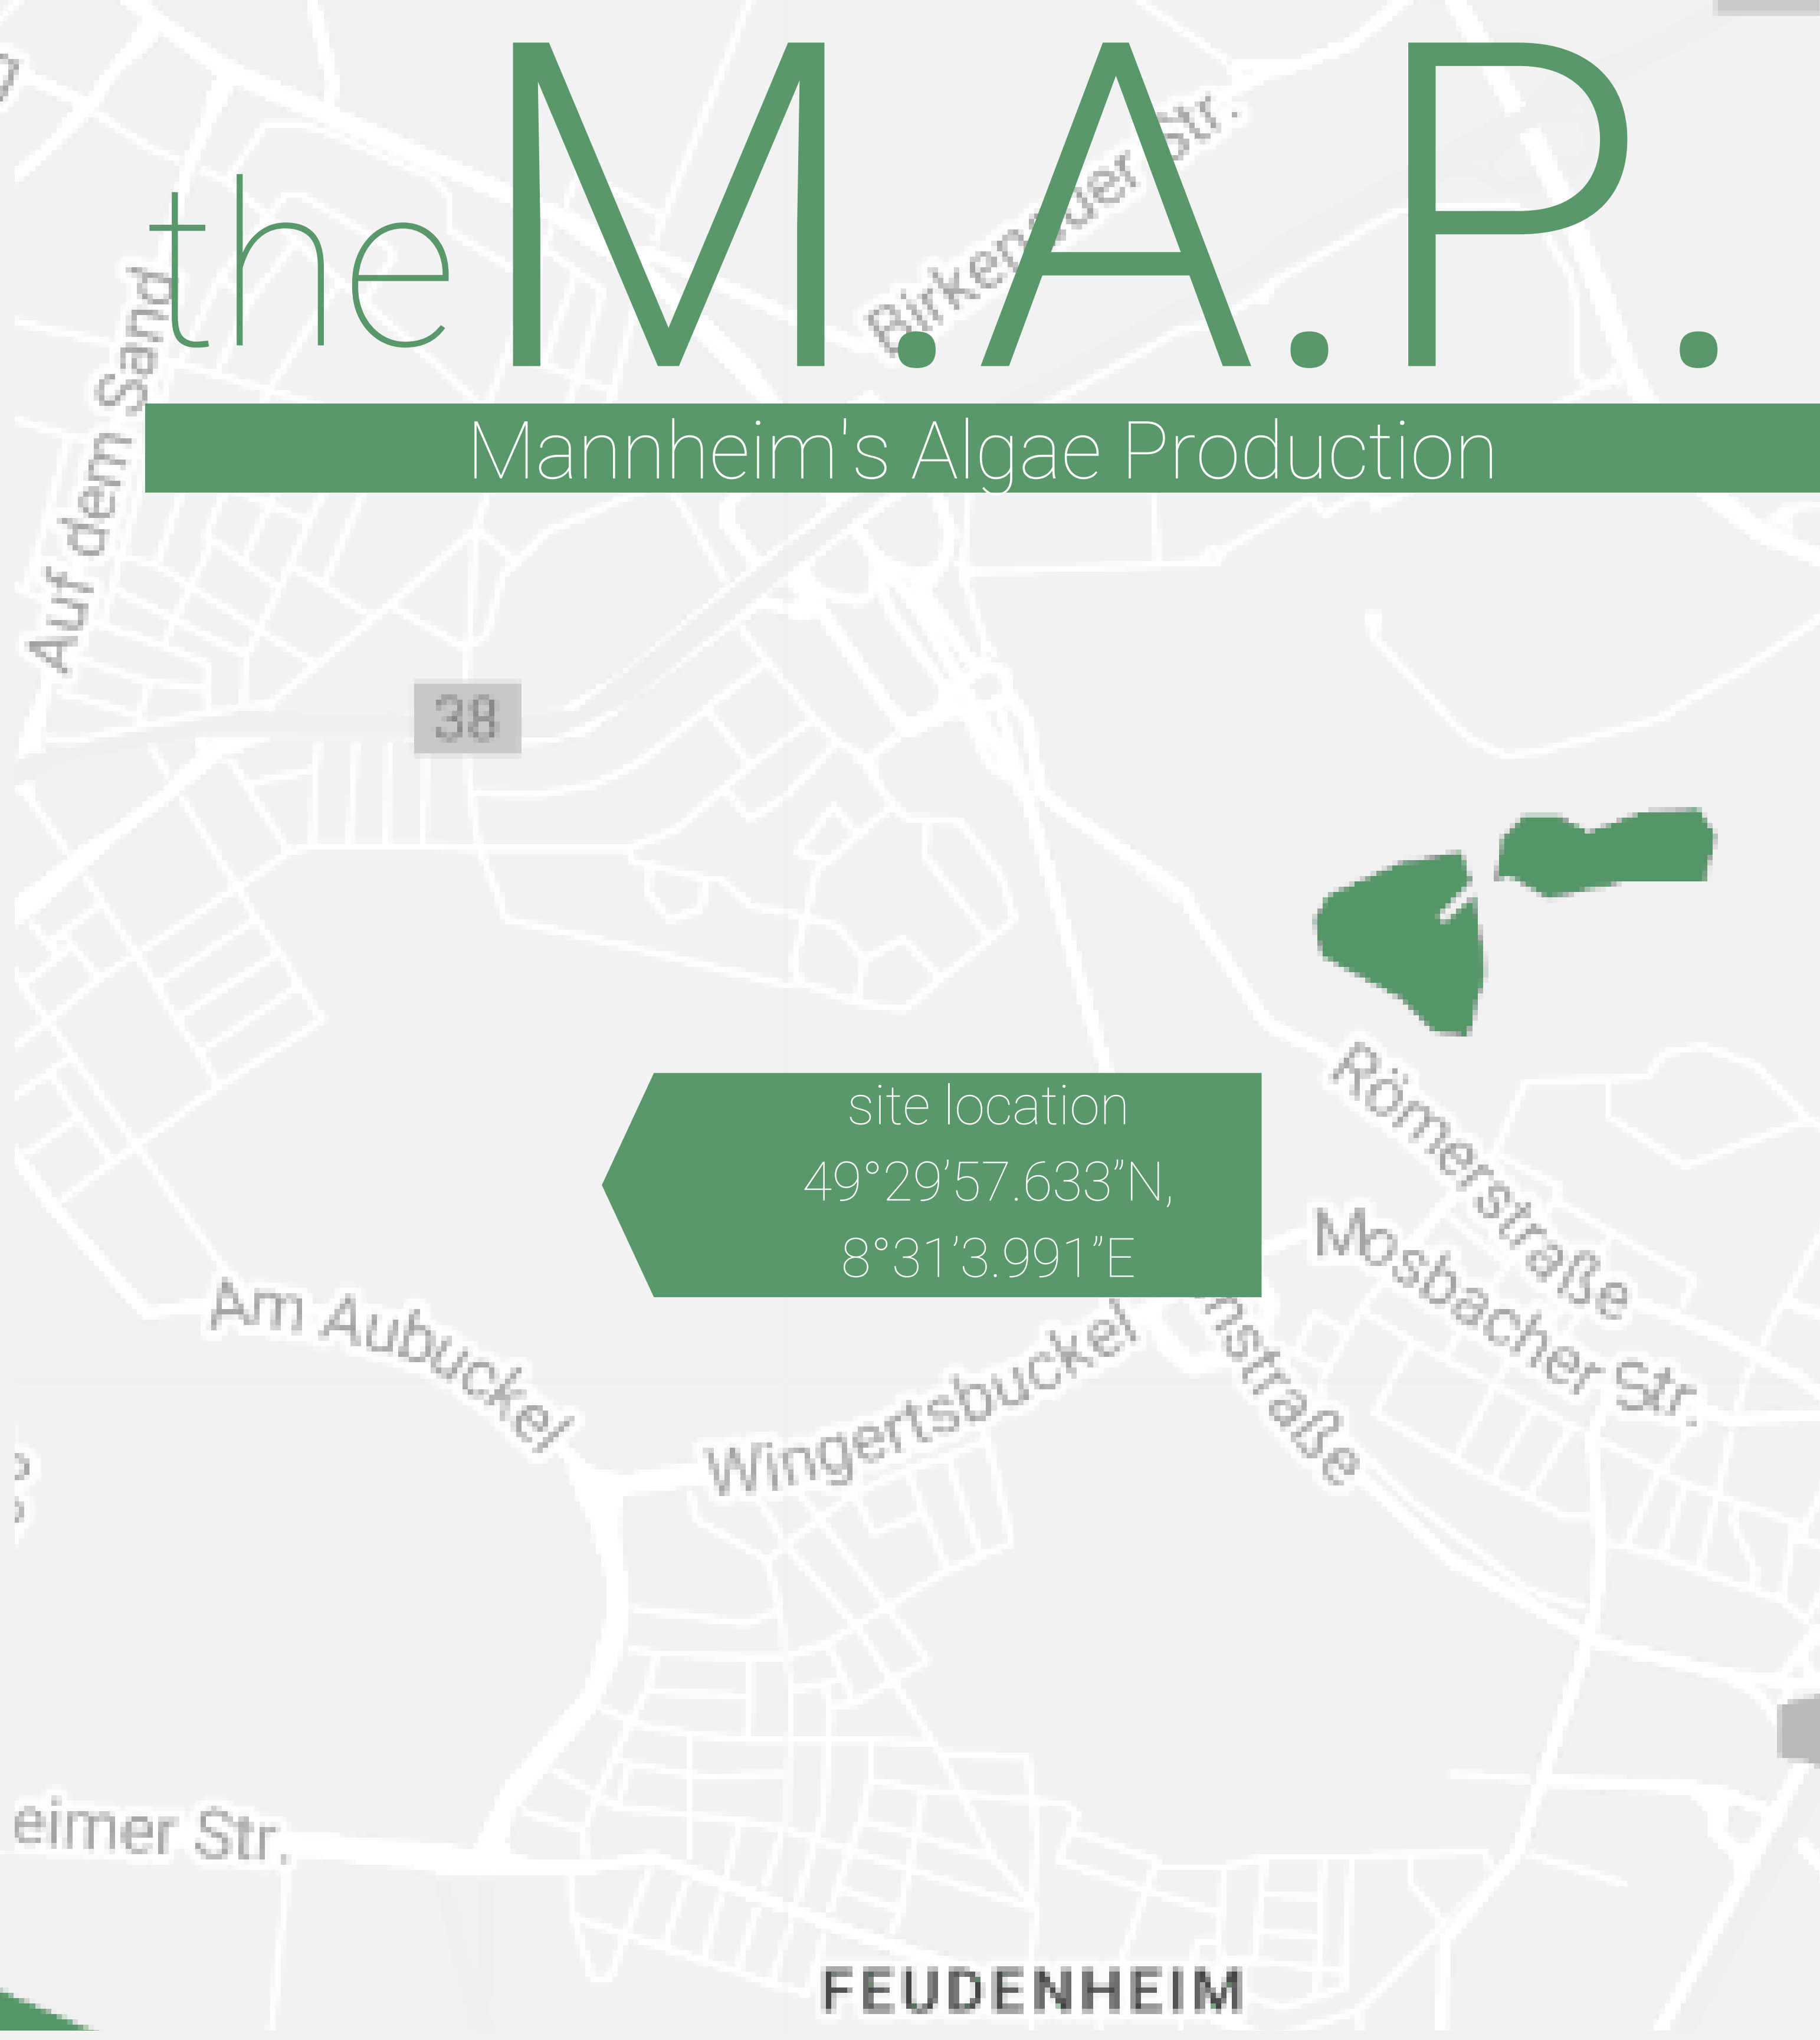 the M.A.P.
Mannheim's Algae Production
Birkenauer Str.
Auf dem Sand
38
site location
49°29’57.633”N,
8°31’3.991”E
Römerstraße
Mosbacher Str.
Am Aubuckel
Wingertsbuckel
nstraße
eimer Str.
FEUDENHEIM